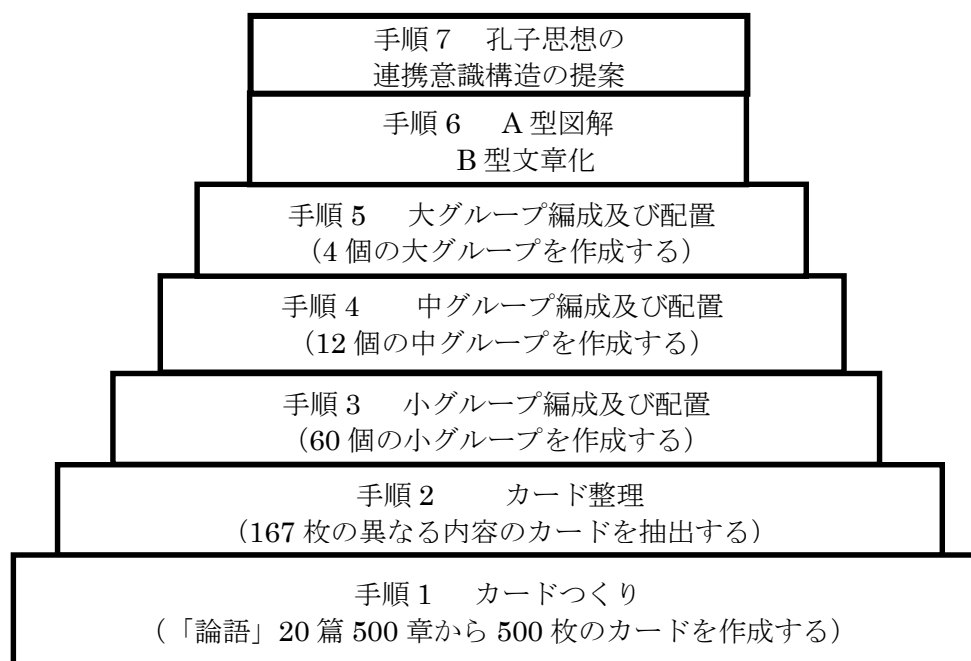 手順 7　孔子思想の
連携意識構造の提案
手順 6　A 型図解
B 型文章化
手順 5　大グループ編成及び配置
（4 個の大グループを作成する）
手順 4　中グループ編成及び配置
（12 個の中グループを作成する）
手順 3　小グループ編成及び配置
（60 個の小グループを作成する）
手順 2　カード整理
（167 枚の異なる内容のカードを抽出する）
手順 1　カードつくり
（「論語」20 篇 500 章から 500 枚のカードを作成する）